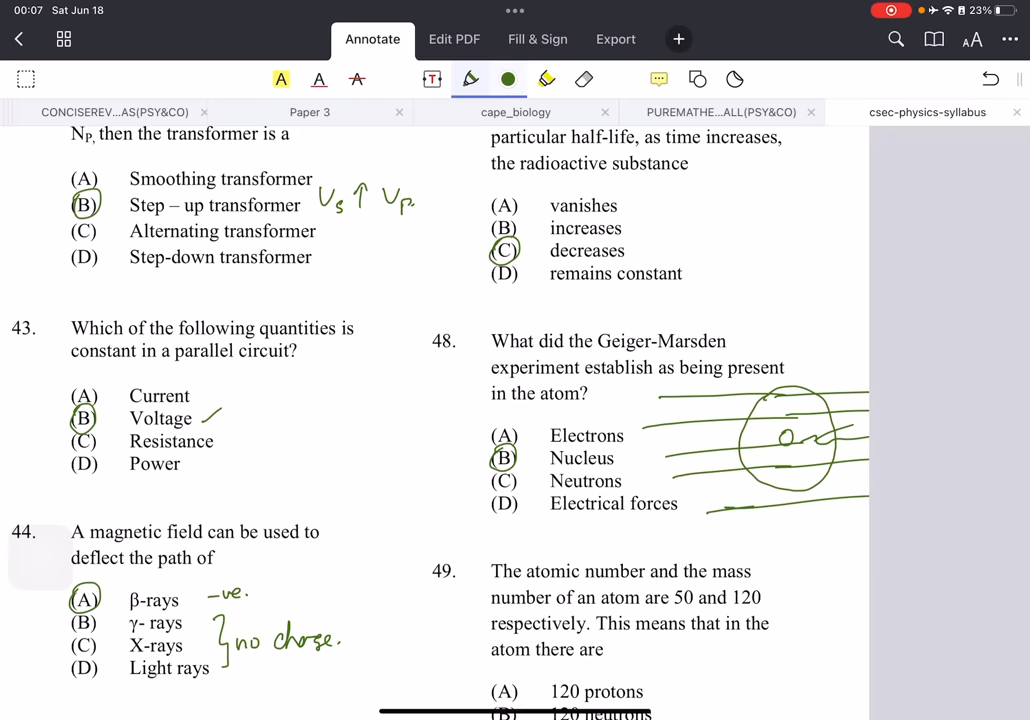 00:07 Sat Jun 18
23%
Annotate
Edit PDF
Fill & Sign
Export
AA
A A A T
CONCISEREV...AS(PSY&CO)
Paper 3
cape_biology
PUREMATHE...ALL(PSY&CO)
csec-physics-syllabus
NP, then the transformer is a
(A) Smoothing transformer
(B) Step – up transformer Vs ↑ Vp.
(C) Alternating transformer
(D) Step-down transformer
43. Which of the following quantities is
constant in a parallel circuit?
(A) Current
(B) Voltage ✓
(C) Resistance
(D) Power
44. A magnetic field can be used to
deflect the path of
(A) β-rays -ve.
(B) γ- rays
(C) X-rays } no charge.
(D) Light rays
particular half-life, as time increases,
the radioactive substance
(A) vanishes
(B) increases
(C) decreases
(D) remains constant
48. What did the Geiger-Marsden
experiment establish as being present
in the atom?
(A) Electrons
(B) Nucleus
(C) Neutrons
(D) Electrical forces
49. The atomic number and the mass
number of an atom are 50 and 120
respectively. This means that in the
atom there are
(A) 120 protons
(B) 120 neutrons